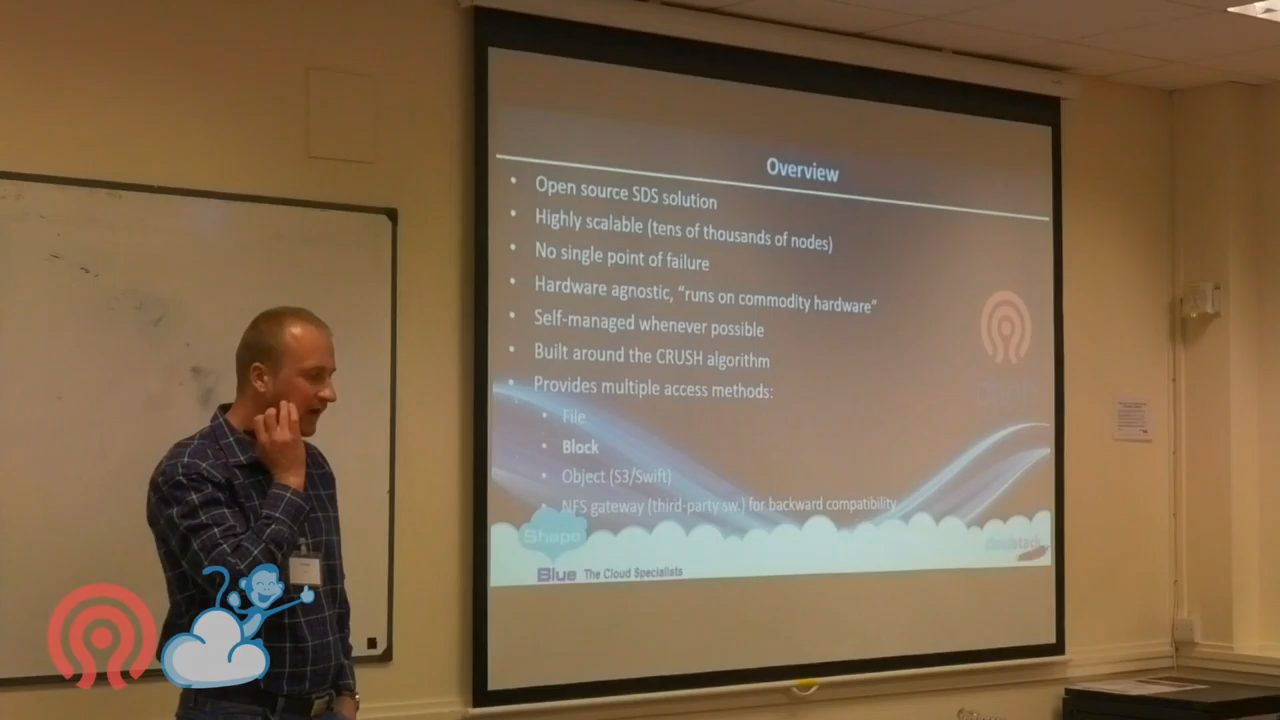 Overview
Open source SDS solution
Highly scalable (tens of thousands of nodes)
No single point of failure
Hardware agnostic, “runs on commodity hardware”
Self-managed whenever possible
Built around the CRUSH algorithm
Provides multiple access methods:
File
Block
Object (S3/Swift)
NFS gateway (third-party sw.) for backward compatibility
Shape
Blue The Cloud Specialists
cloudstack